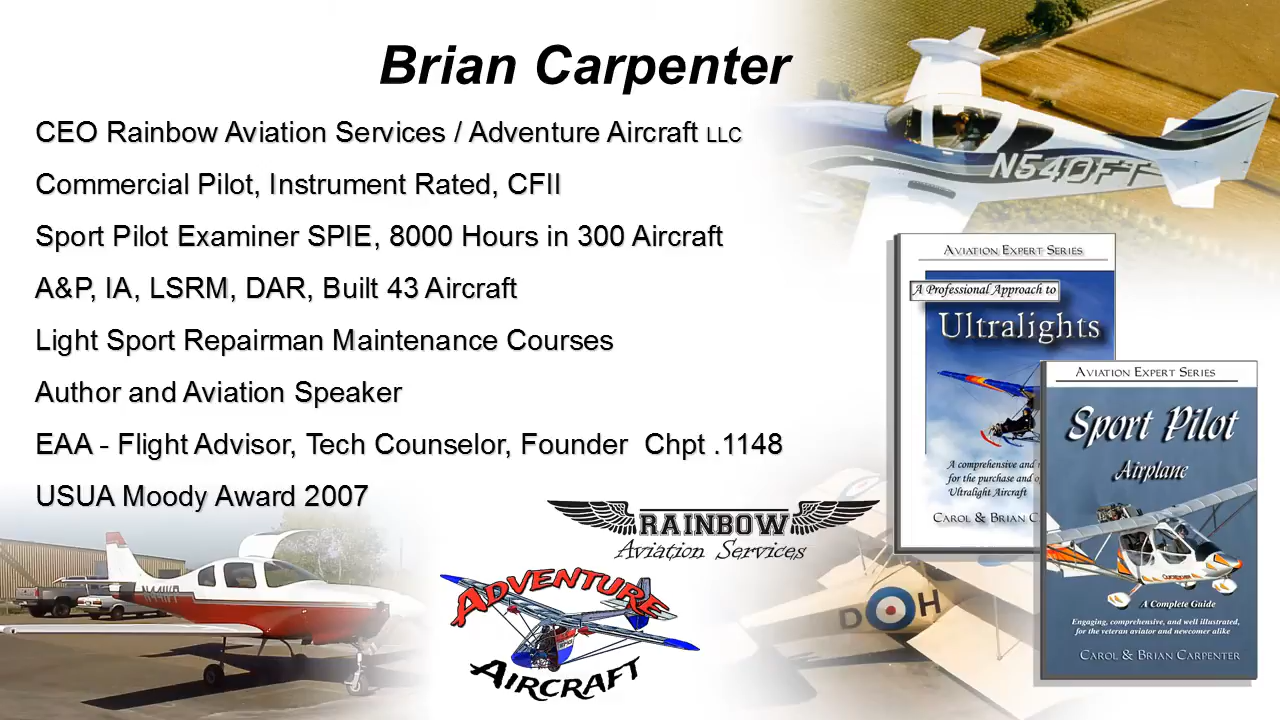 Brian Carpenter
CEO Rainbow Aviation Services / Adventure Aircraft LLC
Commercial Pilot, Instrument Rated, CFII
Sport Pilot Examiner SPIE, 8000 Hours in 300 Aircraft
A&P, IA, LSRM, DAR, Built 43 Aircraft
Light Sport Repairman Maintenance Courses
Author and Aviation Speaker
EAA - Flight Advisor, Tech Counselor, Founder  Chpt .1148
USUA Moody Award 2007
N540FT
AVIATION EXPERT SERIES
A Professional Approach to
Ultralights
A comprehensive and
for the purchase and
Ultralight Aircraft
CAROL & BRIAN C
AVIATION EXPERT SERIES
Sport Pilot
Airplane
A Complete Guide
Engaging, comprehensive, and well illustrated,
for the veteran aviator and newcomer alike
CAROL & BRIAN CARPENTER
RAINBOW
Aviation Services
ADVENTURE
AIRCRAFT
D H